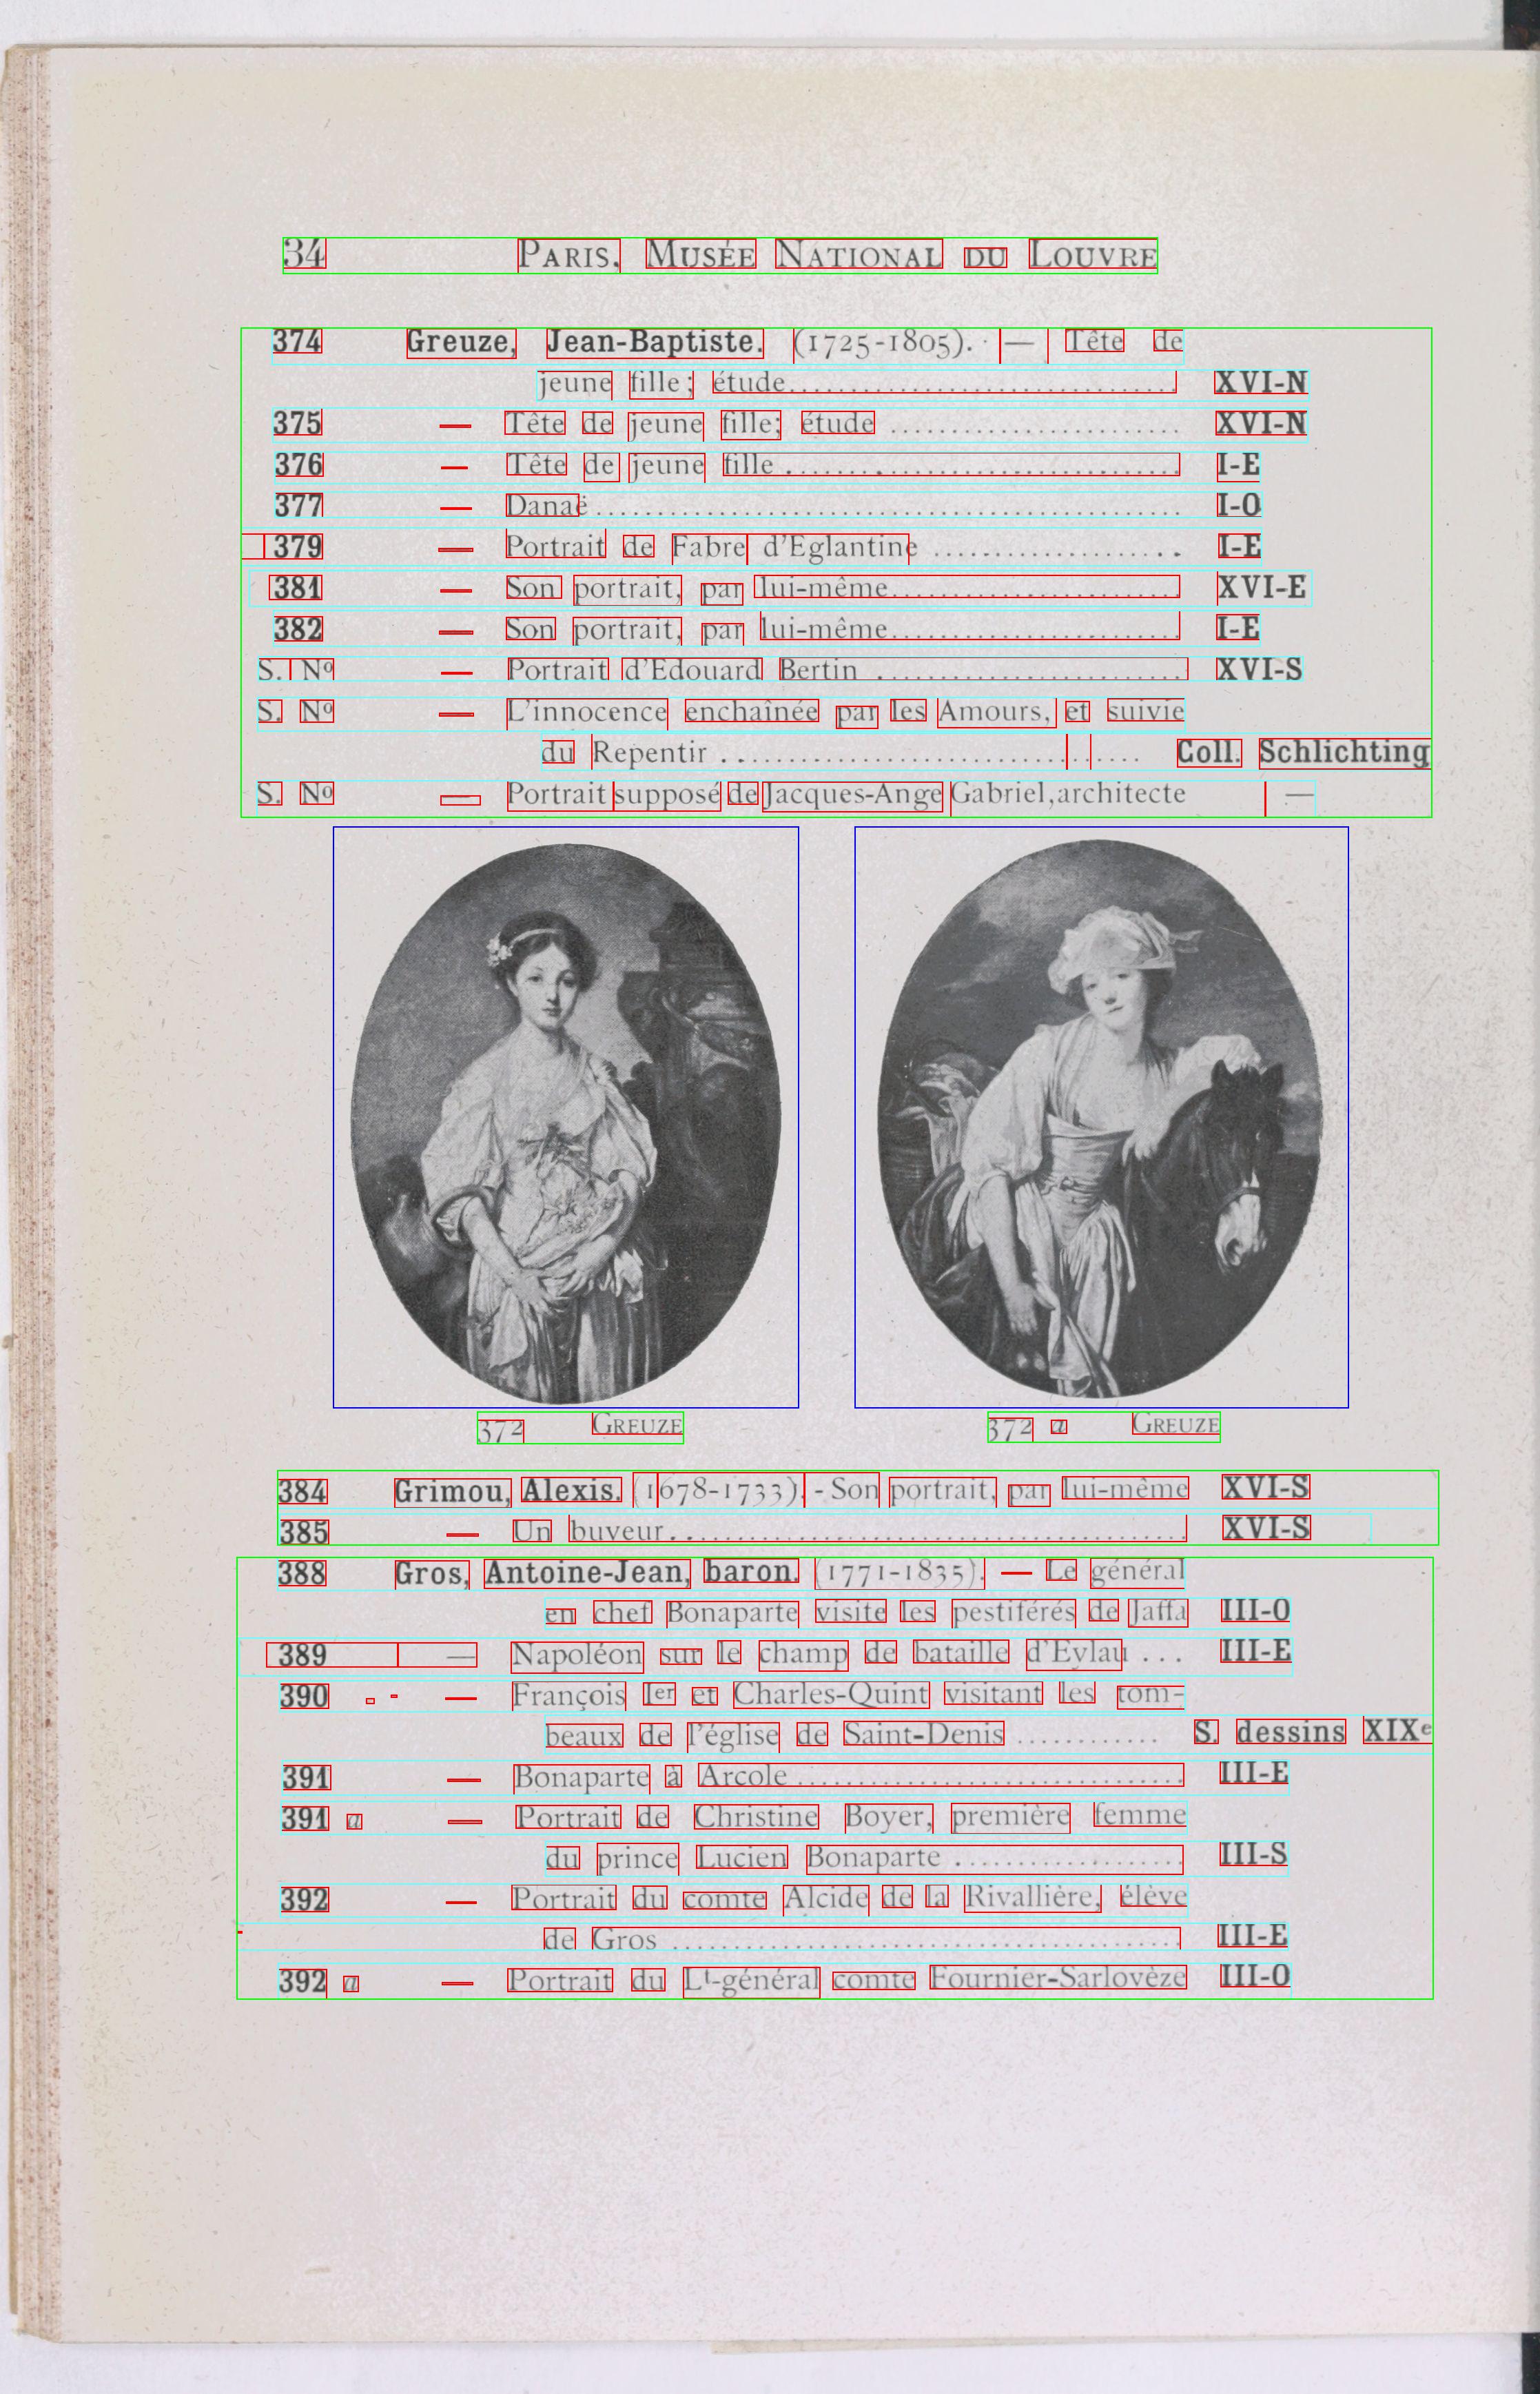 34 PARIS. MUSÉE NATIONAL DU LOUVRE
374 Greuze, Jean-Baptiste. (1725-1805). — Tête de
jeune fille; étude........................................ XVI-N
375 — Tête de jeune fille; étude ........................ XVI-N
376 — Tête de jeune fille ................................ I-E
377 — Danaë ................................................ I-O
379 — Portrait de Fabre d'Eglantine ..................... I-E
381 — Son portrait, par lui-même......................... XVI-E
382 — Son portrait, par lui-même......................... I-E
S. Nº — Portrait d'Edouard Bertin ......................... XVI-S
S. Nº — L'innocence enchaînée par les Amours, et suivie
du Repentir ................................... Coll. Schlichting
S. Nº — Portrait supposé de Jacques-Ange Gabriel, architecte —
372 GREUZE
372 a GREUZE
384 Grimou, Alexis. (1678-1733). - Son portrait, par lui-même XVI-S
385 — Un buveur............................................. XVI-S
388 Gros, Antoine-Jean, baron. (1771-1835). — Le général
en chef Bonaparte visite les pestiférés de Jaffa III-O
389 — Napoléon sur le champ de bataille d'Eylau ... III-E
390 — François Ier et Charles-Quint visitant les tom-
beaux de l'église de Saint-Denis ............ S. dessins XIXe
391 — Bonaparte à Arcole ................................. III-E
391 a — Portrait de Christine Boyer, première femme
du prince Lucien Bonaparte .................... III-S
392 — Portrait du comte Alcide de la Rivallière, élève
de Gros ............................................ III-E
392 a — Portrait du Lt-général comte Fournier-Sarlovèze III-O